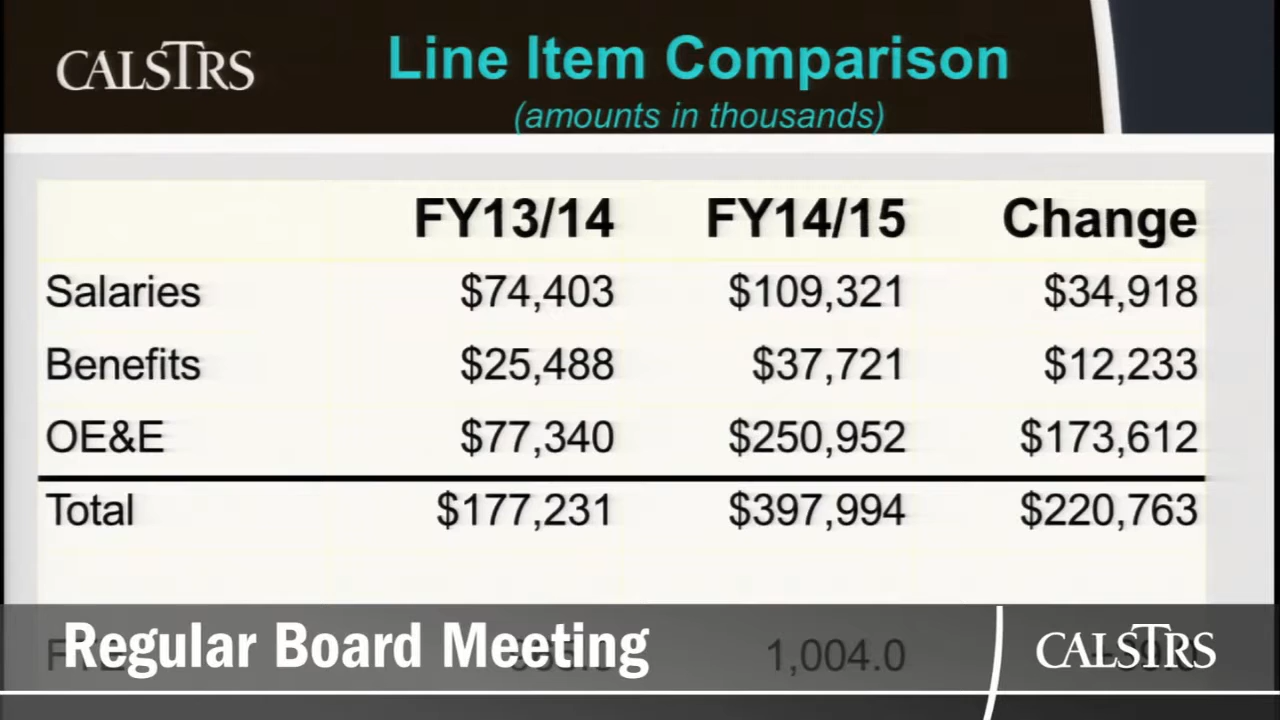 CALSTRS
Line Item Comparison
(amounts in thousands)
FY13/14 FY14/15 Change
Salaries $74,403 $109,321 $34,918
Benefits $25,488 $37,721 $12,233
OE&E $77,340 $250,952 $173,612
Total $177,231 $397,994 $220,763
1,004.0
Regular Board Meeting
CALSTRS